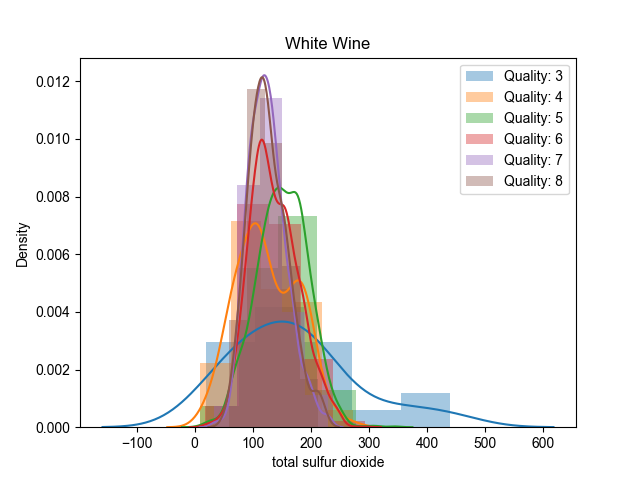 White Wine
Quality: 3
Quality: 4
Quality: 5
Quality: 6
Quality: 7
Quality: 8
Density
0.012
0.010
0.008
0.006
0.004
0.002
0.000
−100 0 100 200 300 400 500 600
total sulfur dioxide